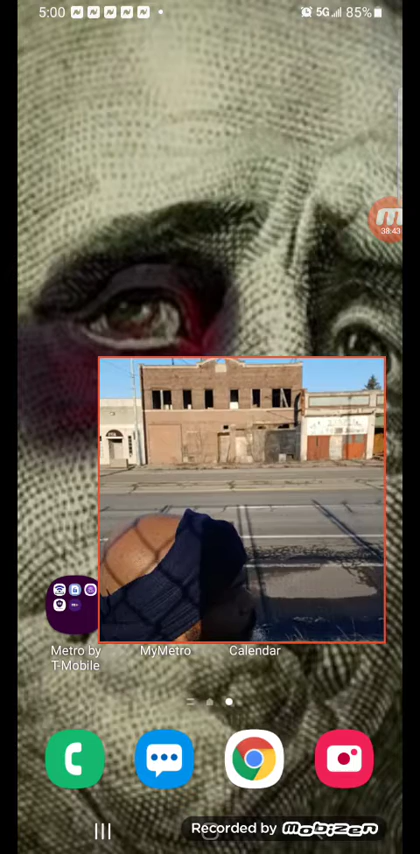 5:00
5G 85%
38:43
Metro by
T-Mobile
MyMetro
Calendar
Recorded by mobizen